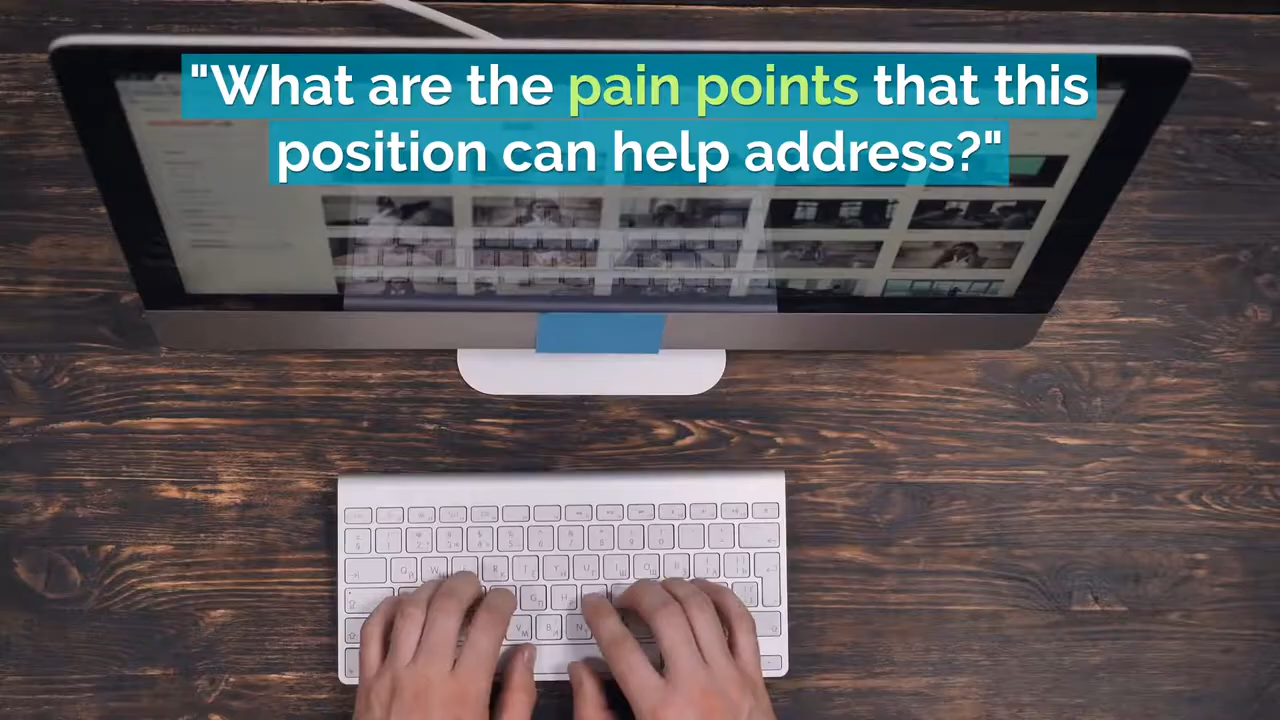 "What are the pain points that this
position can help address?"